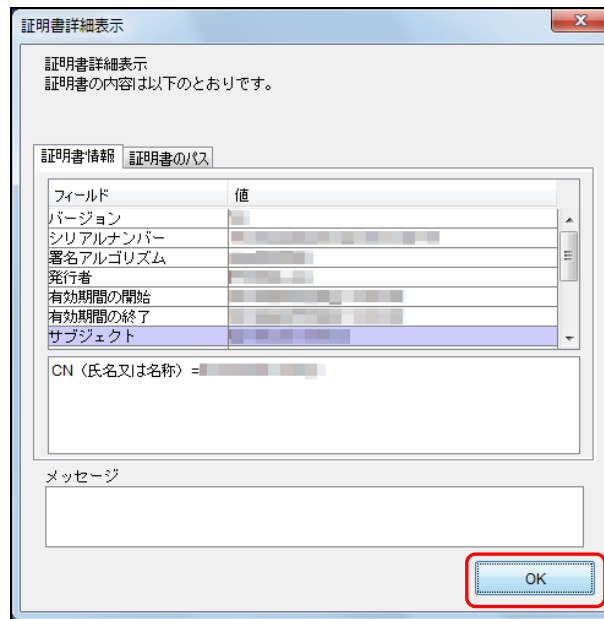 証明書詳細表示
証明書詳細表示
証明書の内容は以下のとおりです。
証明書情報 証明書のパス
フィールド 値
バージョン
シリアルナンバー
署名アルゴリズム
発行者
有効期間の開始
有効期間の終了
サブジェクト
CN（氏名又は名称）=
メッセージ
OK